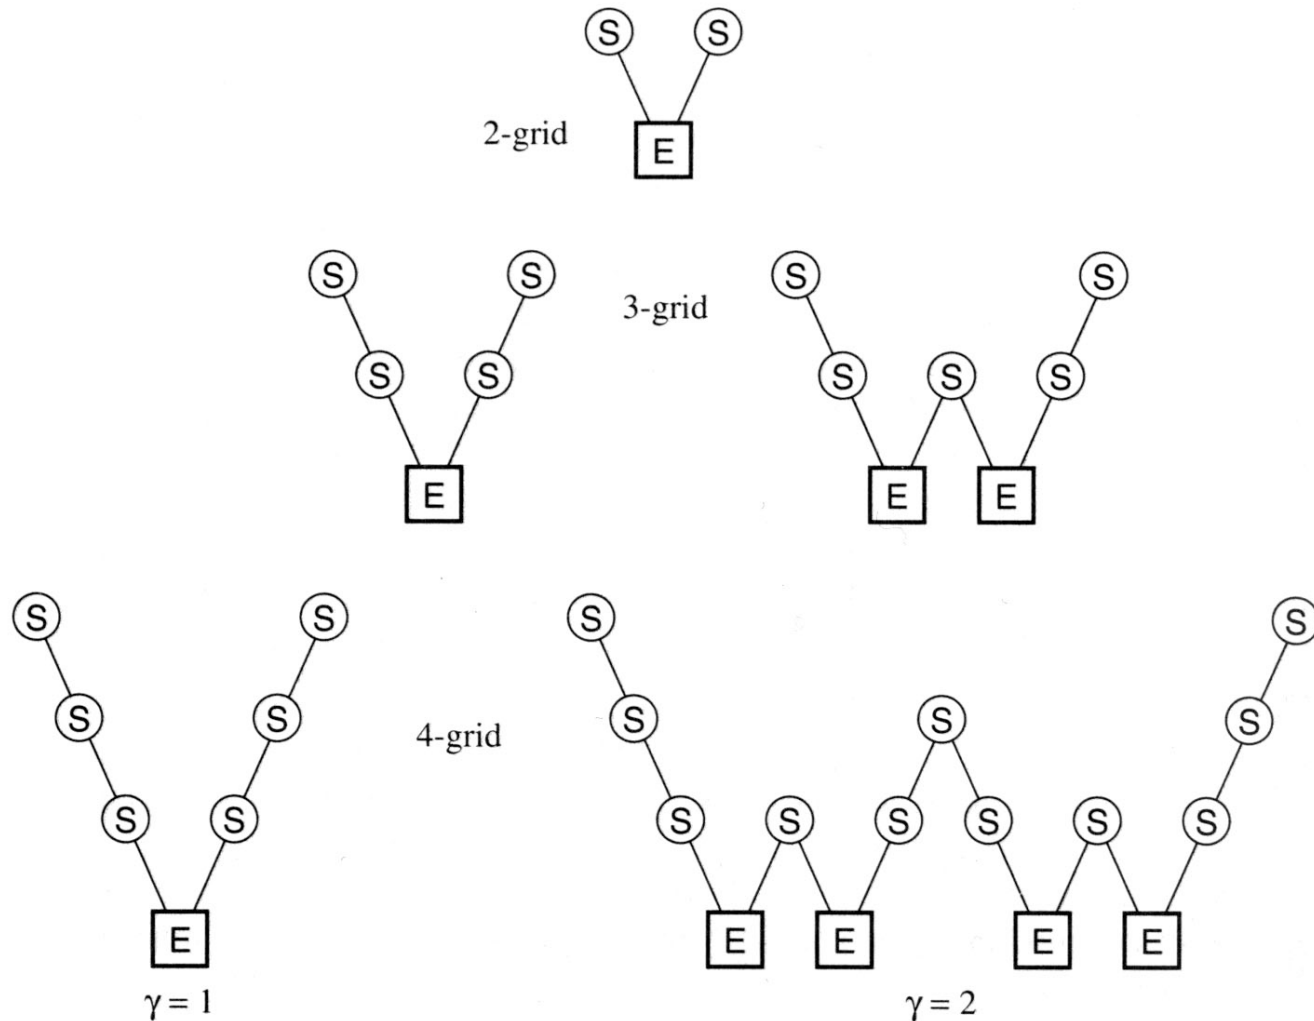 S S
2-grid E
S S 3-grid S S
S S S S S
E E E
S S S S
S S 4-grid S S S
S S S S S S S S
E E E E E
γ = 1 γ = 2